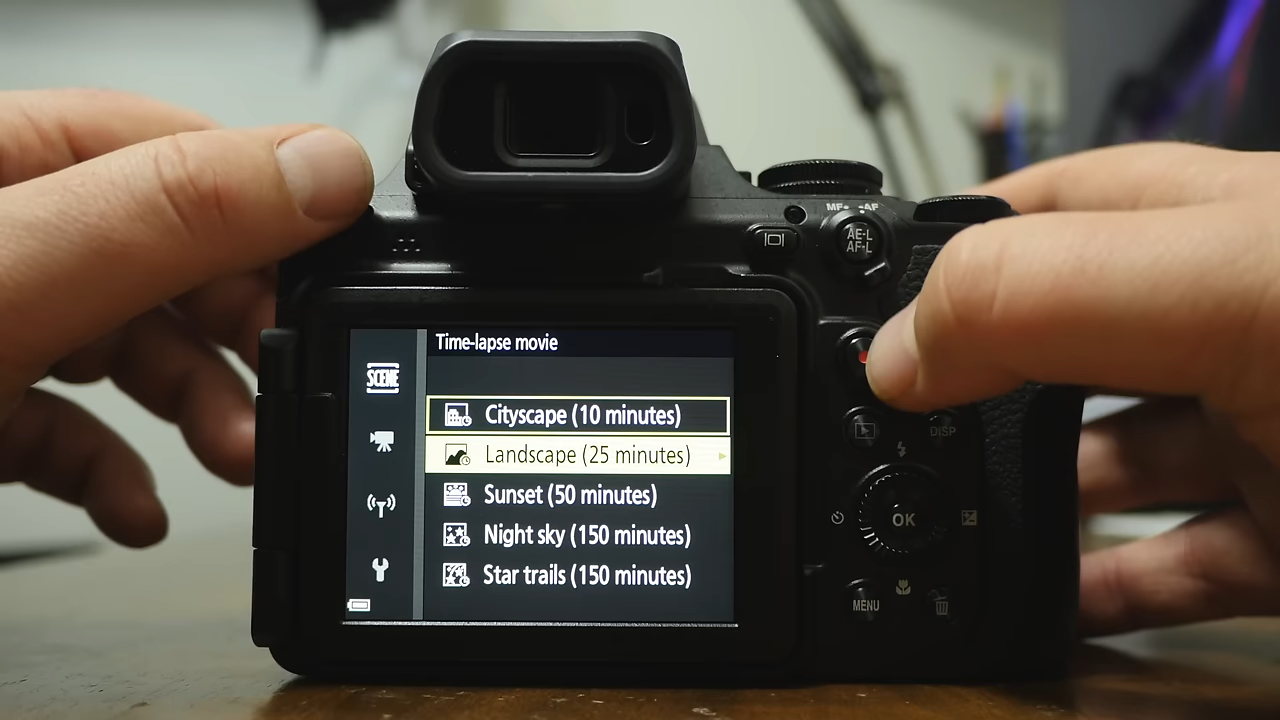 MF AF
AE-L
AF-L
Time-lapse movie
SCENE
Cityscape (10 minutes)
Landscape (25 minutes)
Sunset (50 minutes)
Night sky (150 minutes)
Star trails (150 minutes)
DISP
OK
MENU